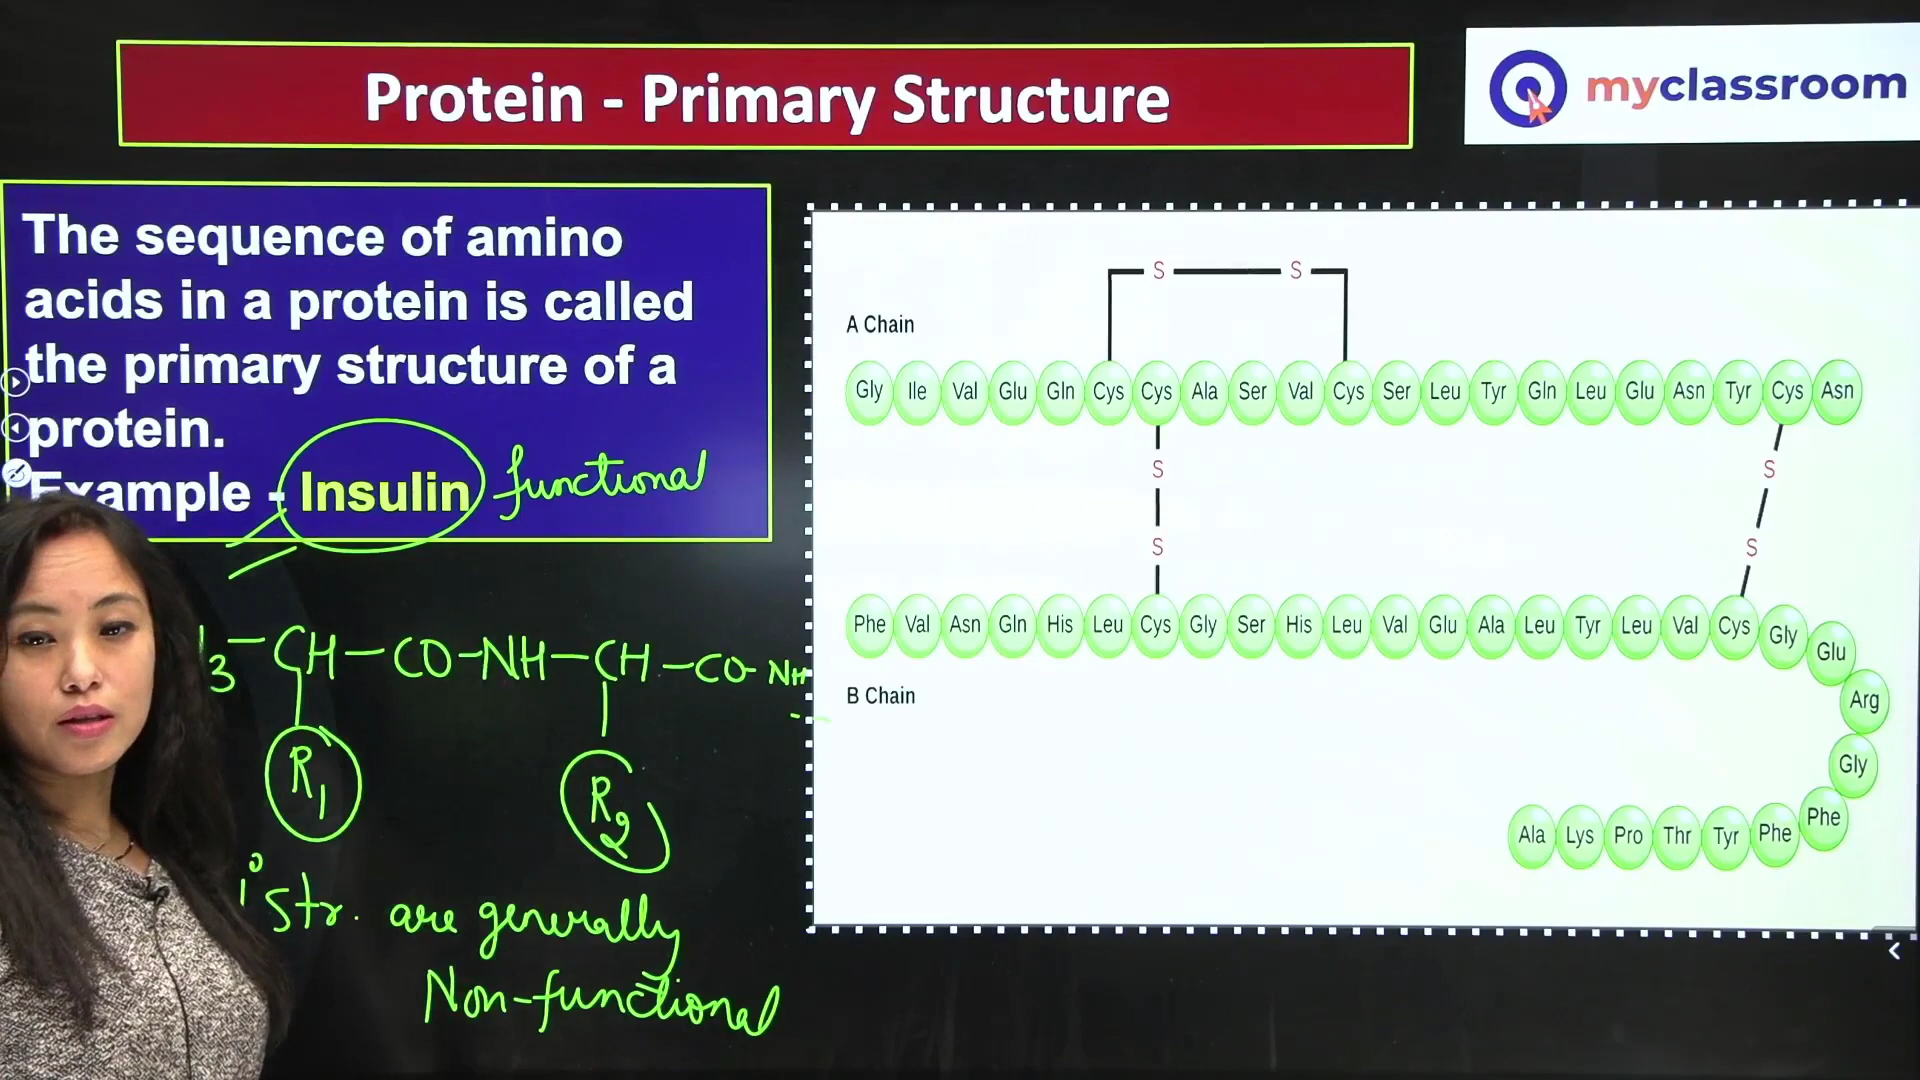 Protein - Primary Structure
myclassroom
The sequence of amino
acids in a protein is called
the primary structure of a
protein.
Example - Insulin functional
3 - CH - CO - NH - CH - CO - NH
R1 R2
1° Str. are generally
Non-functional
S S
A Chain
Gly Ile Val Glu Gln Cys Cys Ala Ser Val Cys Ser Leu Tyr Gln Leu Glu Asn Tyr Cys Asn
S S
S S
Phe Val Asn Gln His Leu Cys Gly Ser His Leu Val Glu Ala Leu Tyr Leu Val Cys Gly Glu
Arg
Gly
Phe
B Chain
Ala Lys Pro Thr Tyr Phe